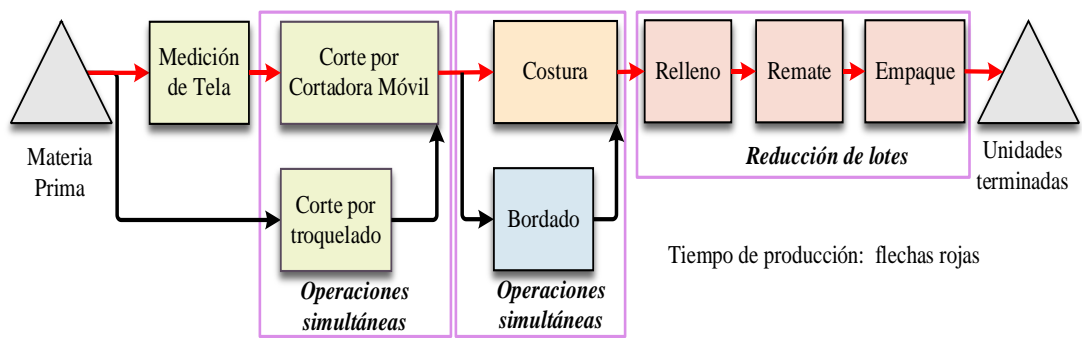 Materia
Prima
Medición
de Tela
Corte por
Cortadora Móvil
Corte por
troquelado
Operaciones
simultáneas
Costura
Bordado
Operaciones
simultáneas
Relleno
Remate
Empaque
Reducción de lotes
Unidades
terminadas
Tiempo de producción: flechas rojas